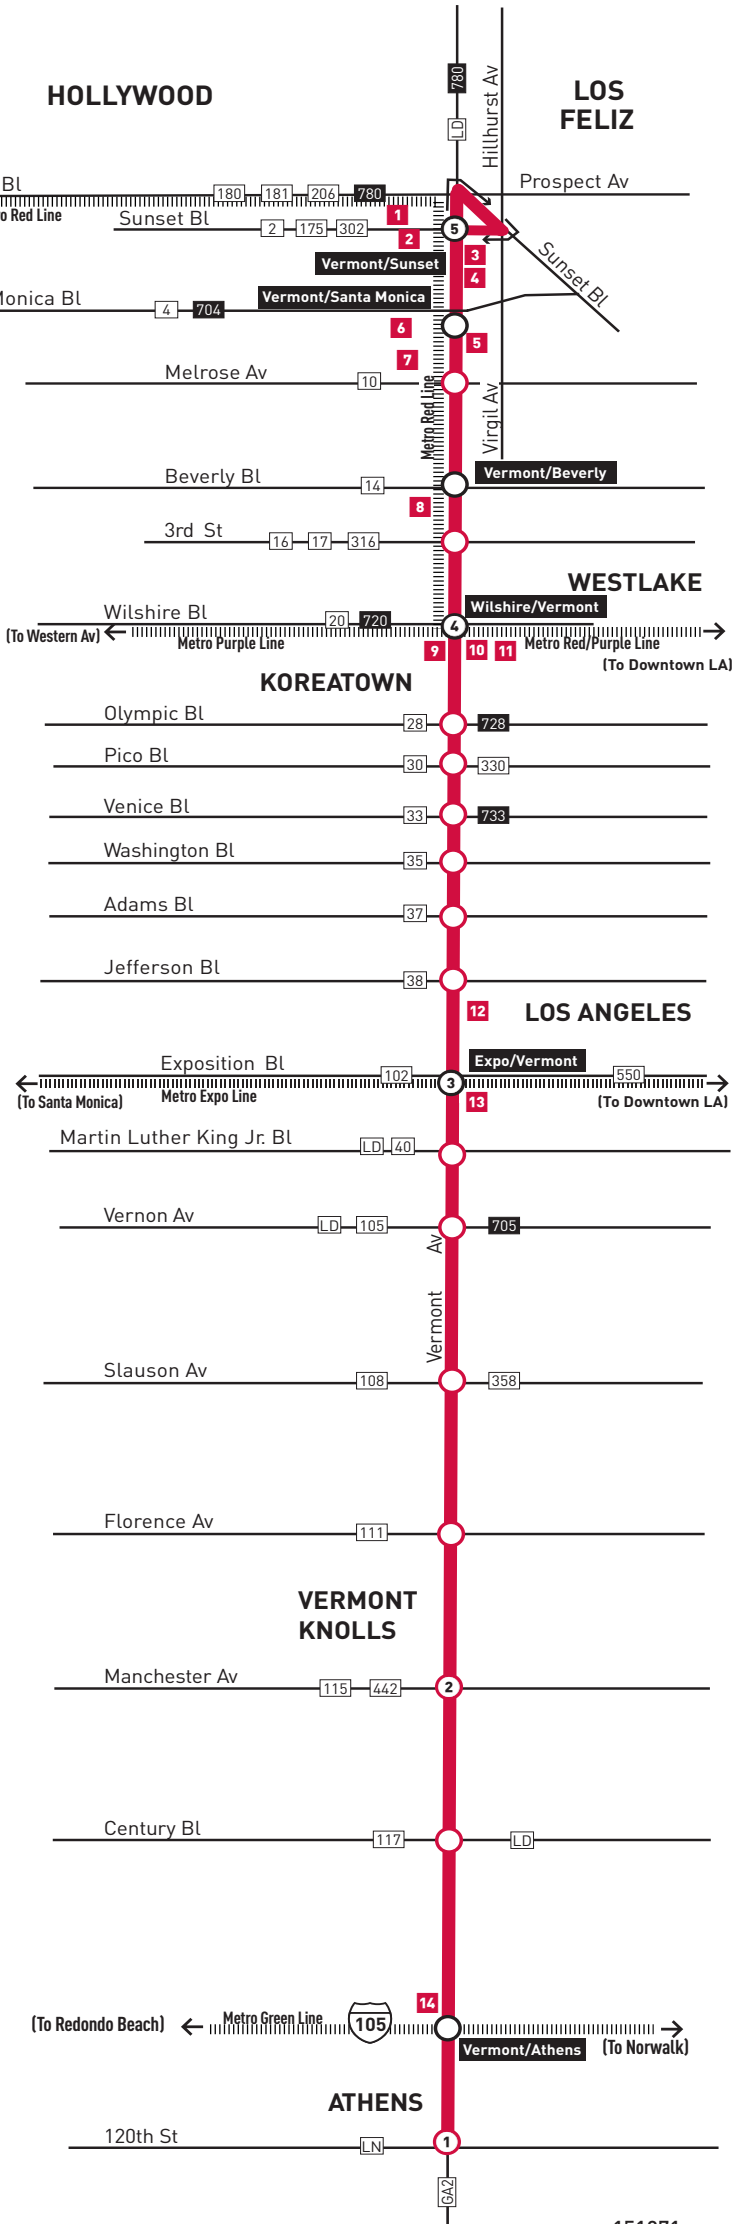 780
LD
Hillhurst Av
HOLLYWOOD
LOS
FELIZ
Bl
180 181 206 780
Prospect Av
o Red Line
1
Sunset Bl
2 175 302
5
2
Sunset Bl
Vermont/Sunset
3
4
Vermont/Santa Monica
Monica Bl
4 704
6
5
7
Melrose Av
10
Metro Red Line
Virgil Av
Beverly Bl
14
Vermont/Beverly
8
3rd St
16 17 316
WESTLAKE
Wilshire Bl
20 720
4
Wilshire/Vermont
(To Western Av)
Metro Purple Line
9 10 11
Metro Red/Purple Line
(To Downtown LA)
KOREATOWN
Olympic Bl
28 728
Pico Bl
30 330
Venice Bl
33 733
Washington Bl
35
Adams Bl
37
Jefferson Bl
38
12
LOS ANGELES
Exposition Bl
102
Expo/Vermont
550
3
(To Santa Monica)
Metro Expo Line
13
(To Downtown LA)
Martin Luther King Jr. Bl
LD 40
Vernon Av
LD 105 705
Vermont Av
Slauson Av
108 358
Florence Av
111
VERMONT
KNOLLS
Manchester Av
115 442
2
Century Bl
117 LD
14
(To Redondo Beach)
Metro Green Line
105
Vermont/Athens
(To Norwalk)
ATHENS
120th St
LN
1
GA2